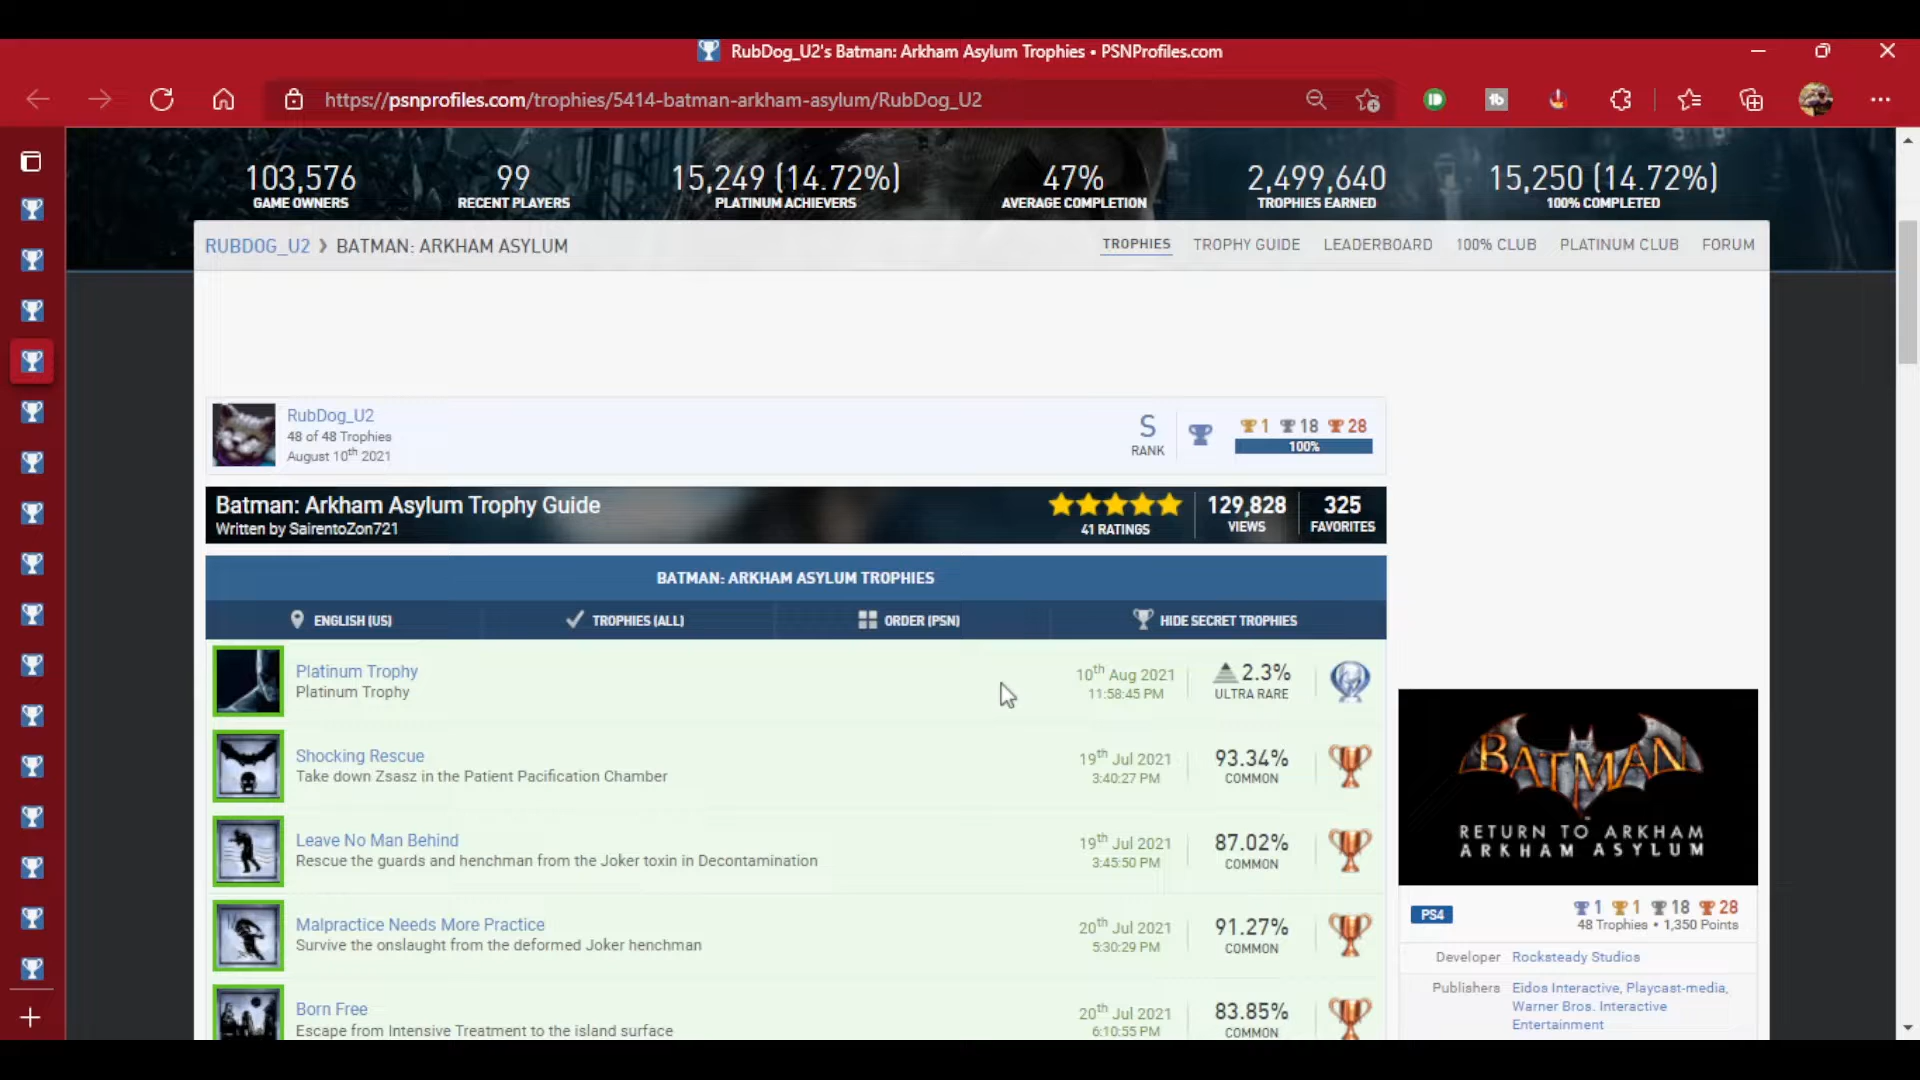 RubDog_U2's Batman: Arkham Asylum Trophies • PSNProfiles.com
https://psnprofiles.com/trophies/5414-batman-arkham-asylum/RubDog_U2
103,576
GAME OWNERS
99
RECENT PLAYERS
15,249 (14.72%)
PLATINUM ACHIEVERS
47%
AVERAGE COMPLETION
2,499,640
TROPHIES EARNED
15,250 (14.72%)
100% COMPLETED
RUBDOG_U2 › BATMAN: ARKHAM ASYLUM
TROPHIES TROPHY GUIDE LEADERBOARD 100% CLUB PLATINUM CLUB FORUM
RubDog_U2
48 of 48 Trophies
August 10th 2021
S
RANK
1 18 28
100%
Batman: Arkham Asylum Trophy Guide
Written by SairentoZon721
41 RATINGS
129,828
VIEWS
325
FAVORITES
BATMAN: ARKHAM ASYLUM TROPHIES
ENGLISH (US) TROPHIES (ALL) ORDER (PSN) HIDE SECRET TROPHIES
Platinum Trophy
Platinum Trophy
10th Aug 2021
11:58:45 PM
2.3%
ULTRA RARE
Shocking Rescue
Take down Zsasz in the Patient Pacification Chamber
19th Jul 2021
3:40:27 PM
93.34%
COMMON
Leave No Man Behind
Rescue the guards and henchman from the Joker toxin in Decontamination
19th Jul 2021
3:45:50 PM
87.02%
COMMON
Malpractice Needs More Practice
Survive the onslaught from the deformed Joker henchman
20th Jul 2021
5:30:29 PM
91.27%
COMMON
Born Free
Escape from Intensive Treatment to the island surface
20th Jul 2021
6:10:55 PM
83.85%
COMMON
BATMAN
RETURN TO ARKHAM
ARKHAM ASYLUM
PS4
1 1 18 28
48 Trophies • 1,350 Points
Developer Rocksteady Studios
Publishers Eidos Interactive, Playcast-media,
Warner Bros. Interactive
Entertainment